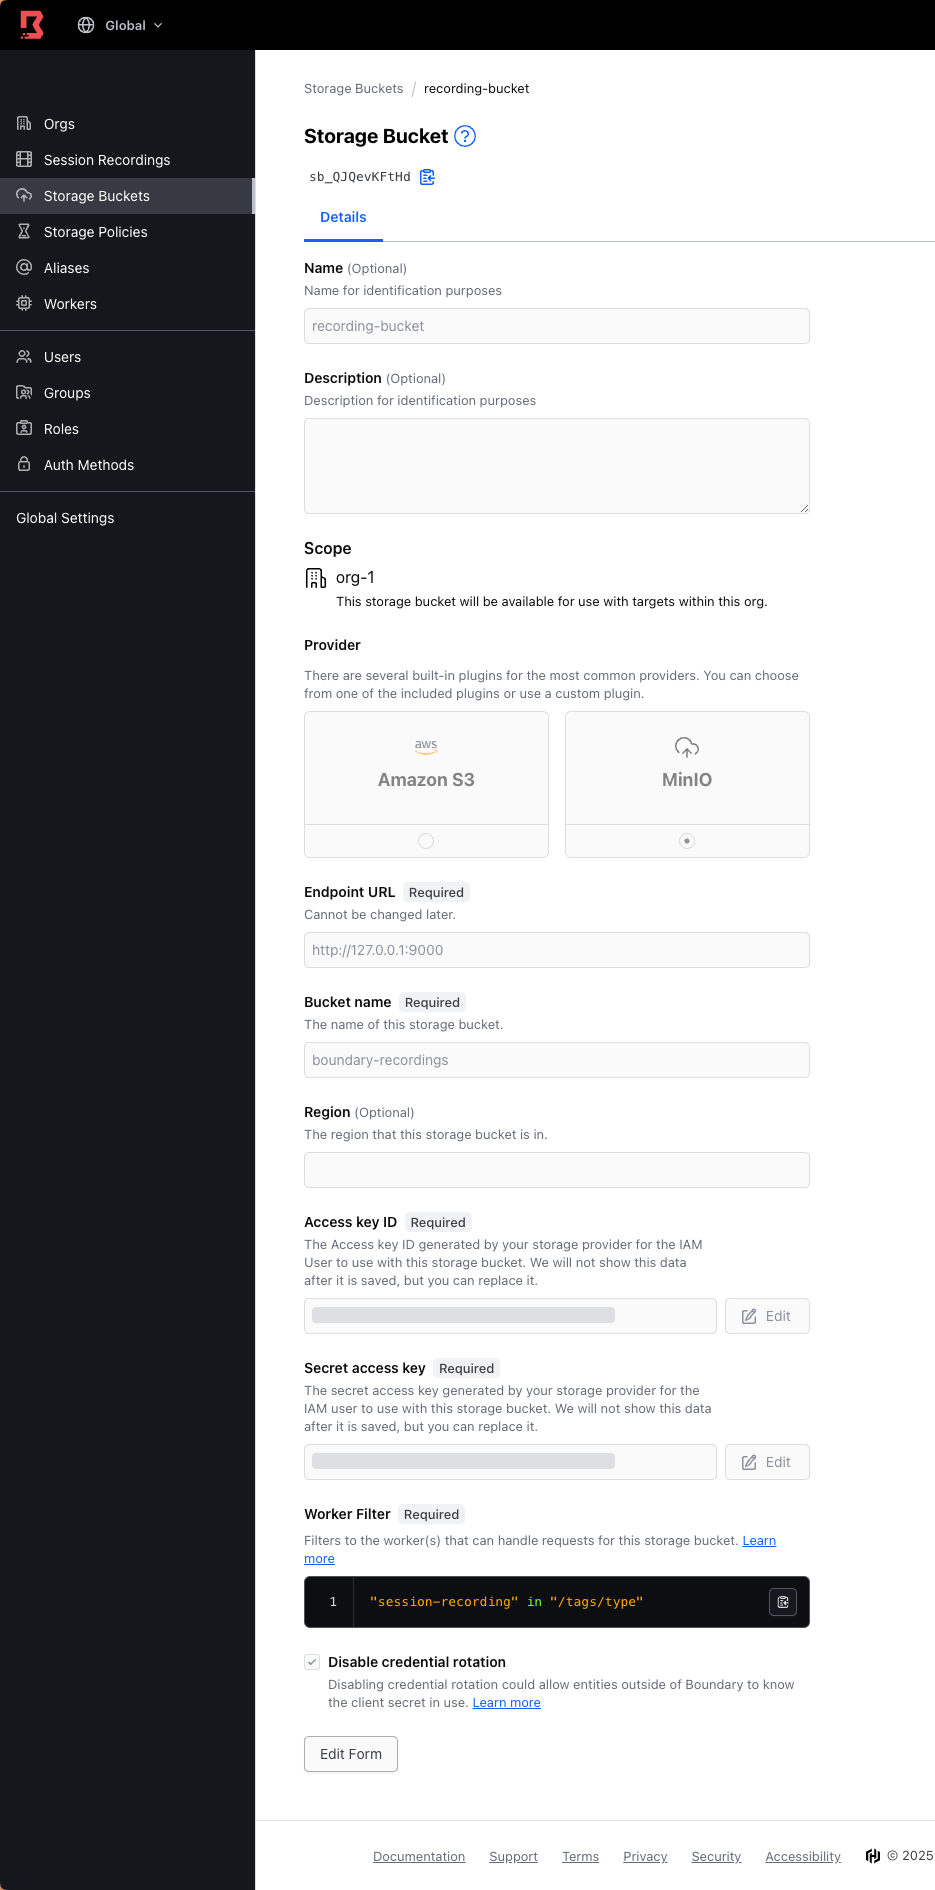 Global
Orgs
Session Recordings
Storage Buckets
Storage Policies
Aliases
Workers
Users
Groups
Roles
Auth Methods
Global Settings
Storage Buckets / recording-bucket
Storage Bucket ?
sb_QJQevKFtHd
Details
Name (Optional)
Name for identification purposes
recording-bucket
Description (Optional)
Description for identification purposes
Scope
org-1
This storage bucket will be available for use with targets within this org.
Provider
There are several built-in plugins for the most common providers. You can choose
from one of the included plugins or use a custom plugin.
aws
Amazon S3
MinIO
Endpoint URL Required
Cannot be changed later.
http://127.0.0.1:9000
Bucket name Required
The name of this storage bucket.
boundary-recordings
Region (Optional)
The region that this storage bucket is in.
Access key ID Required
The Access key ID generated by your storage provider for the IAM
User to use with this storage bucket. We will not show this data
after it is saved, but you can replace it.
Edit
Secret access key Required
The secret access key generated by your storage provider for the
IAM user to use with this storage bucket. We will not show this data
after it is saved, but you can replace it.
Edit
Worker Filter Required
Filters to the worker(s) that can handle requests for this storage bucket. Learn
more
1 "session-recording" in "/tags/type"
Disable credential rotation
Disabling credential rotation could allow entities outside of Boundary to know
the client secret in use. Learn more
Edit Form
Documentation Support Terms Privacy Security Accessibility © 2025